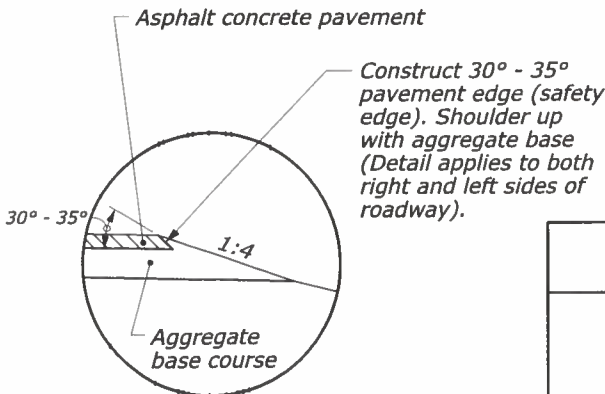 Asphalt concrete pavement
Construct 30° - 35°
pavement edge (safety
edge). Shoulder up
with aggregate base
(Detail applies to both
right and left sides of
roadway).
30° - 35°
1:4
Aggregate
base course